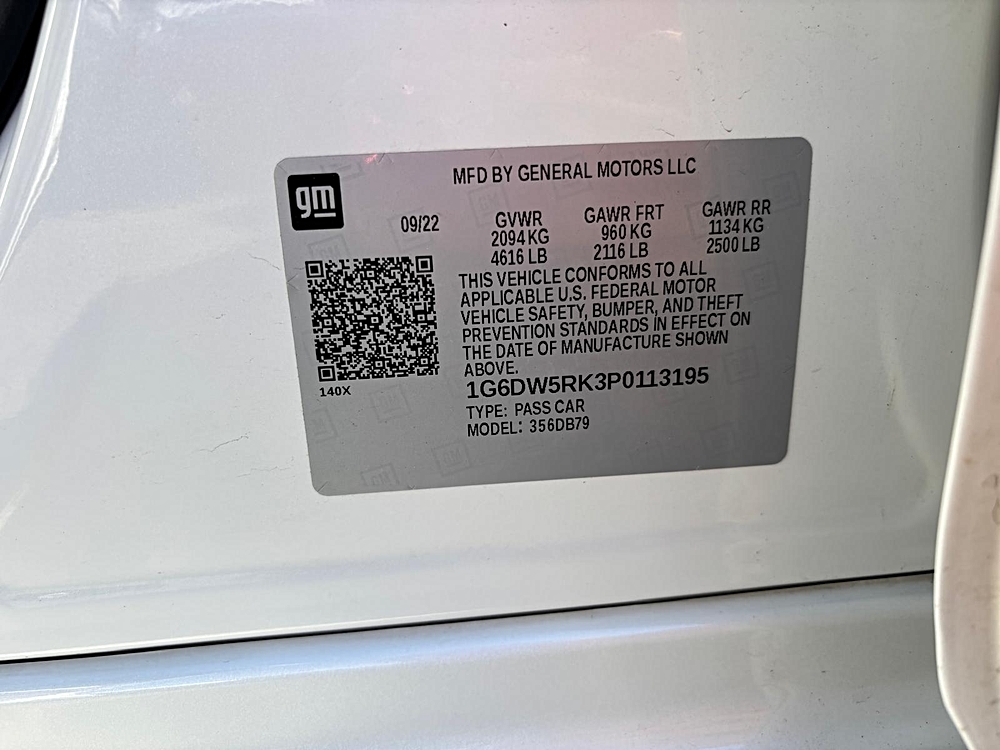 gm
MFD BY GENERAL MOTORS LLC
09/22
GVWR
2094 KG
4616 LB
GAWR FRT
960 KG
2116 LB
GAWR RR
1134 KG
2500 LB
THIS VEHICLE CONFORMS TO ALL
APPLICABLE U.S. FEDERAL MOTOR
VEHICLE SAFETY, BUMPER, AND THEFT
PREVENTION STANDARDS IN EFFECT ON
THE DATE OF MANUFACTURE SHOWN
ABOVE.
140X
1G6DW5RK3P0113195
TYPE: PASS CAR
MODEL: 356DB79